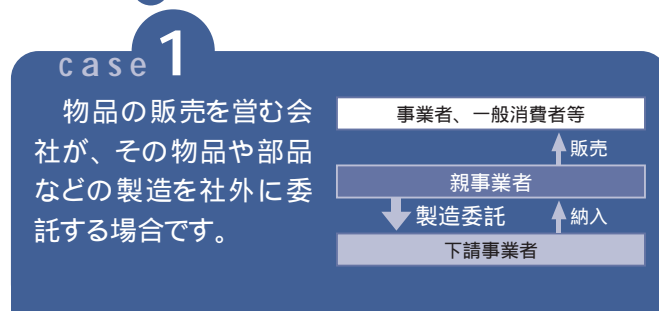 case 1
物品の販売を営む会
社が、その物品や部品
などの製造を社外に委
託する場合です。
事業者、一般消費者等
販売
親事業者
製造委託
納入
下請事業者